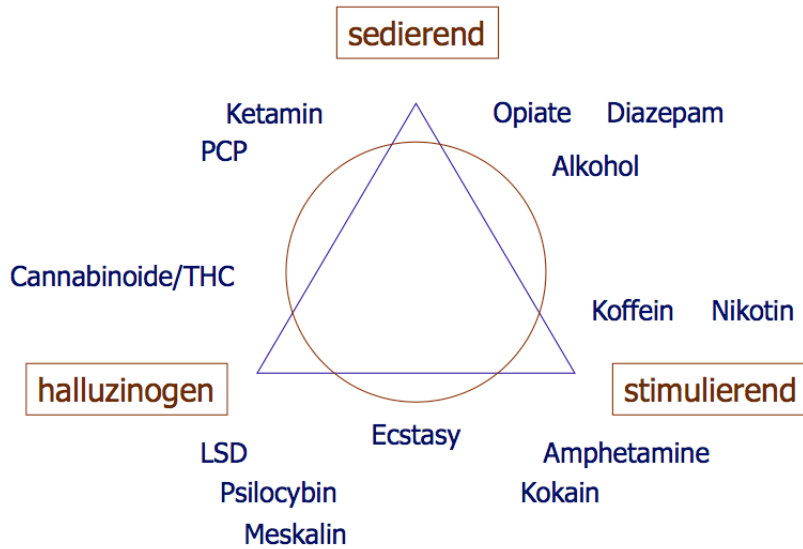 sedierend
Ketamin
Opiate
Diazepam
PCP
Alkohol
Cannabinoide/THC
Koffein
Nikotin
halluzinogen
stimulierend
Ecstasy
LSD
Amphetamine
Psilocybin
Kokain
Meskalin